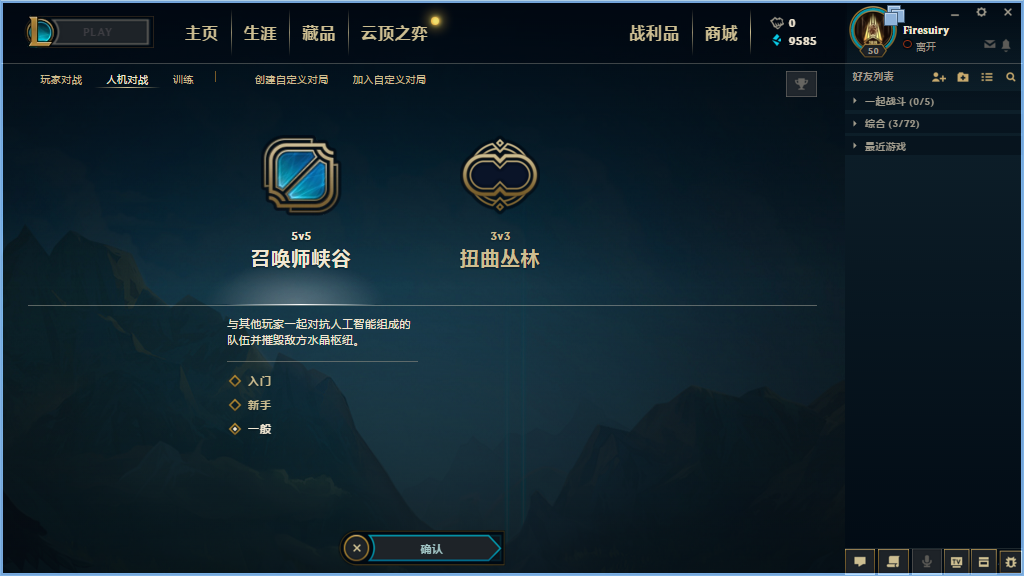 PLAY
主页
生涯
藏品
云顶之弈
战利品
商城
0
9585
50
Firesuiry
离开
玩家对战
人机对战
训练
创建自定义对局
加入自定义对局
好友列表
一起战斗 (0/5)
综合 (3/72)
最近游戏
5v5
召唤师峡谷
3v3
扭曲丛林
与其他玩家一起对抗人工智能组成的
队伍并摧毁敌方水晶枢纽。
入门
新手
一般
确认
TV